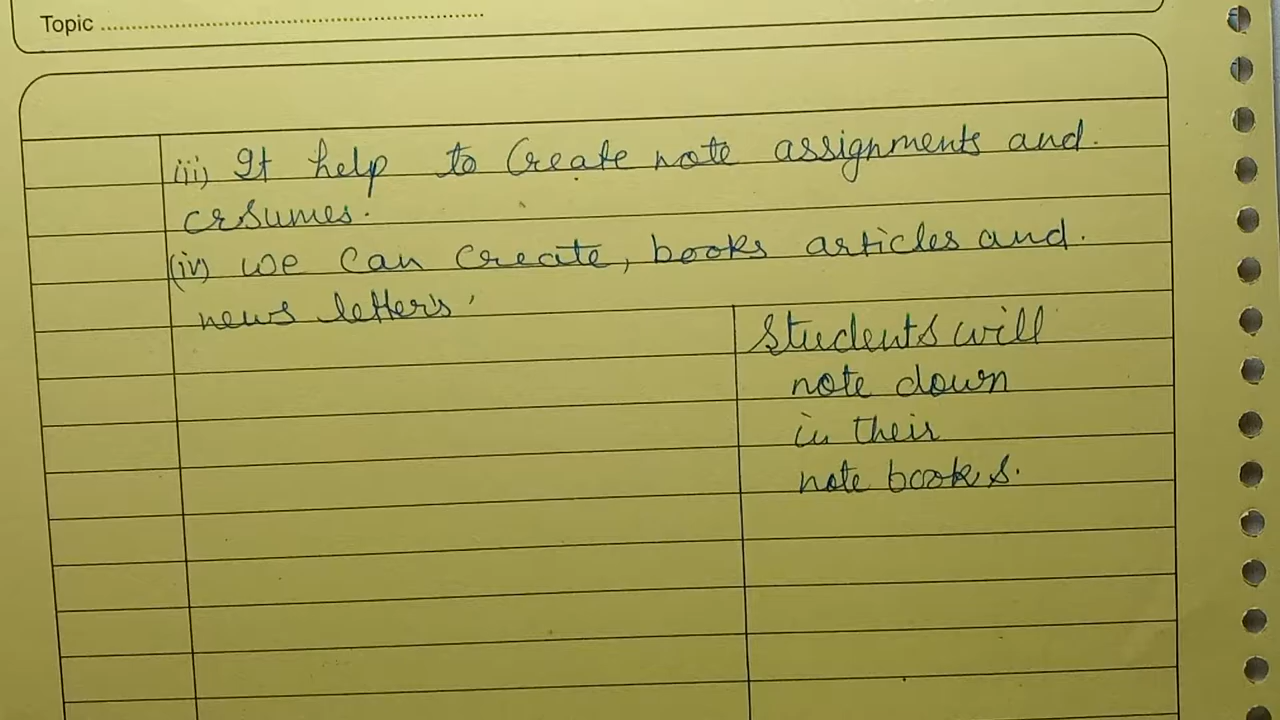 Topic
(iii) It help to Create note assignments and.
crsumes.
(iv) we can create, books articles and.
news letter's
Students will
note down
in their
note books.